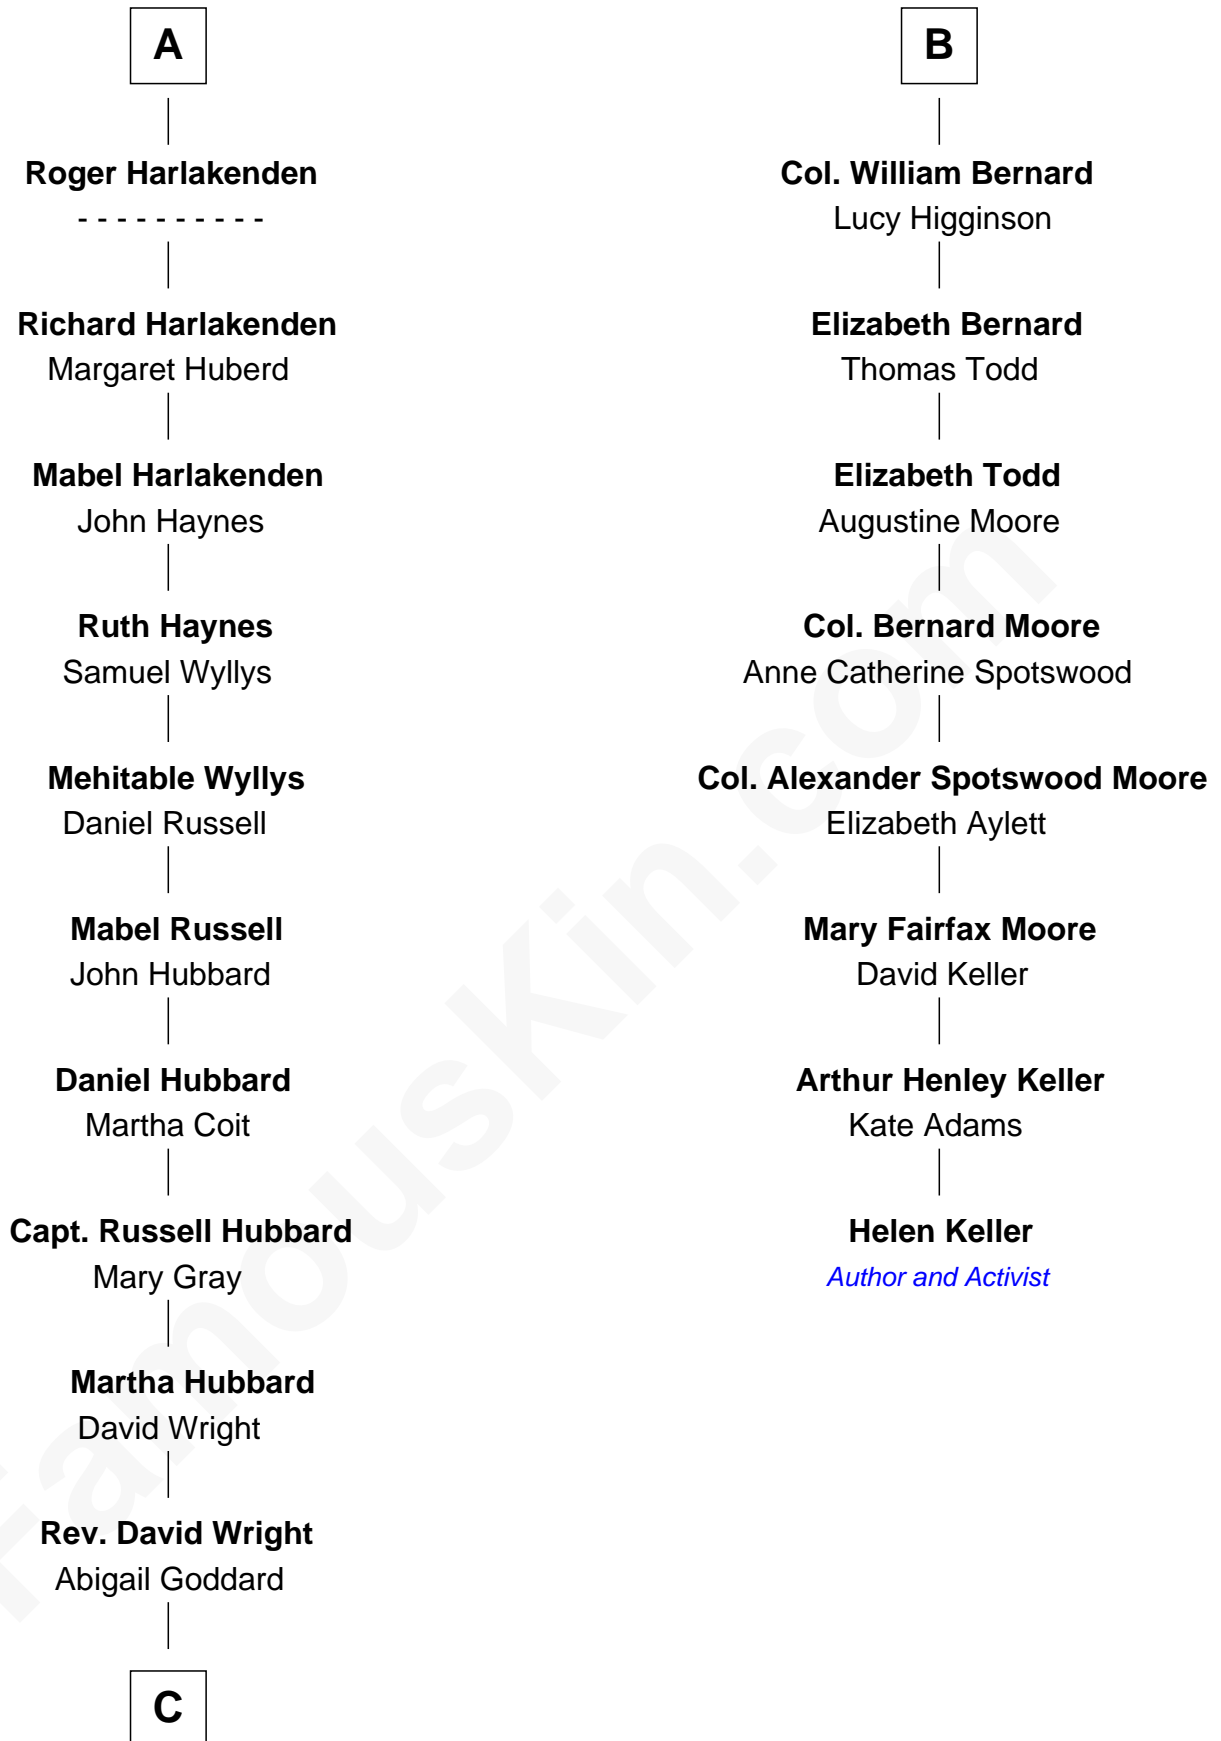 A
Roger Harlakenden
- - - - - - - - - -
Richard Harlakenden
Margaret Huberd
Mabel Harlakenden
John Haynes
Ruth Haynes
Samuel Wyllys
Mehitable Wyllys
Daniel Russell
Mabel Russell
John Hubbard
Daniel Hubbard
Martha Coit
Capt. Russell Hubbard
Mary Gray
Martha Hubbard
David Wright
Rev. David Wright
Abigail Goddard
C
B
Col. William Bernard
Lucy Higginson
Elizabeth Bernard
Thomas Todd
Elizabeth Todd
Augustine Moore
Col. Bernard Moore
Anne Catherine Spotswood
Col. Alexander Spotswood Moore
Elizabeth Aylett
Mary Fairfax Moore
David Keller
Arthur Henley Keller
Kate Adams
Helen Keller
Author and Activist
FamousKin.com